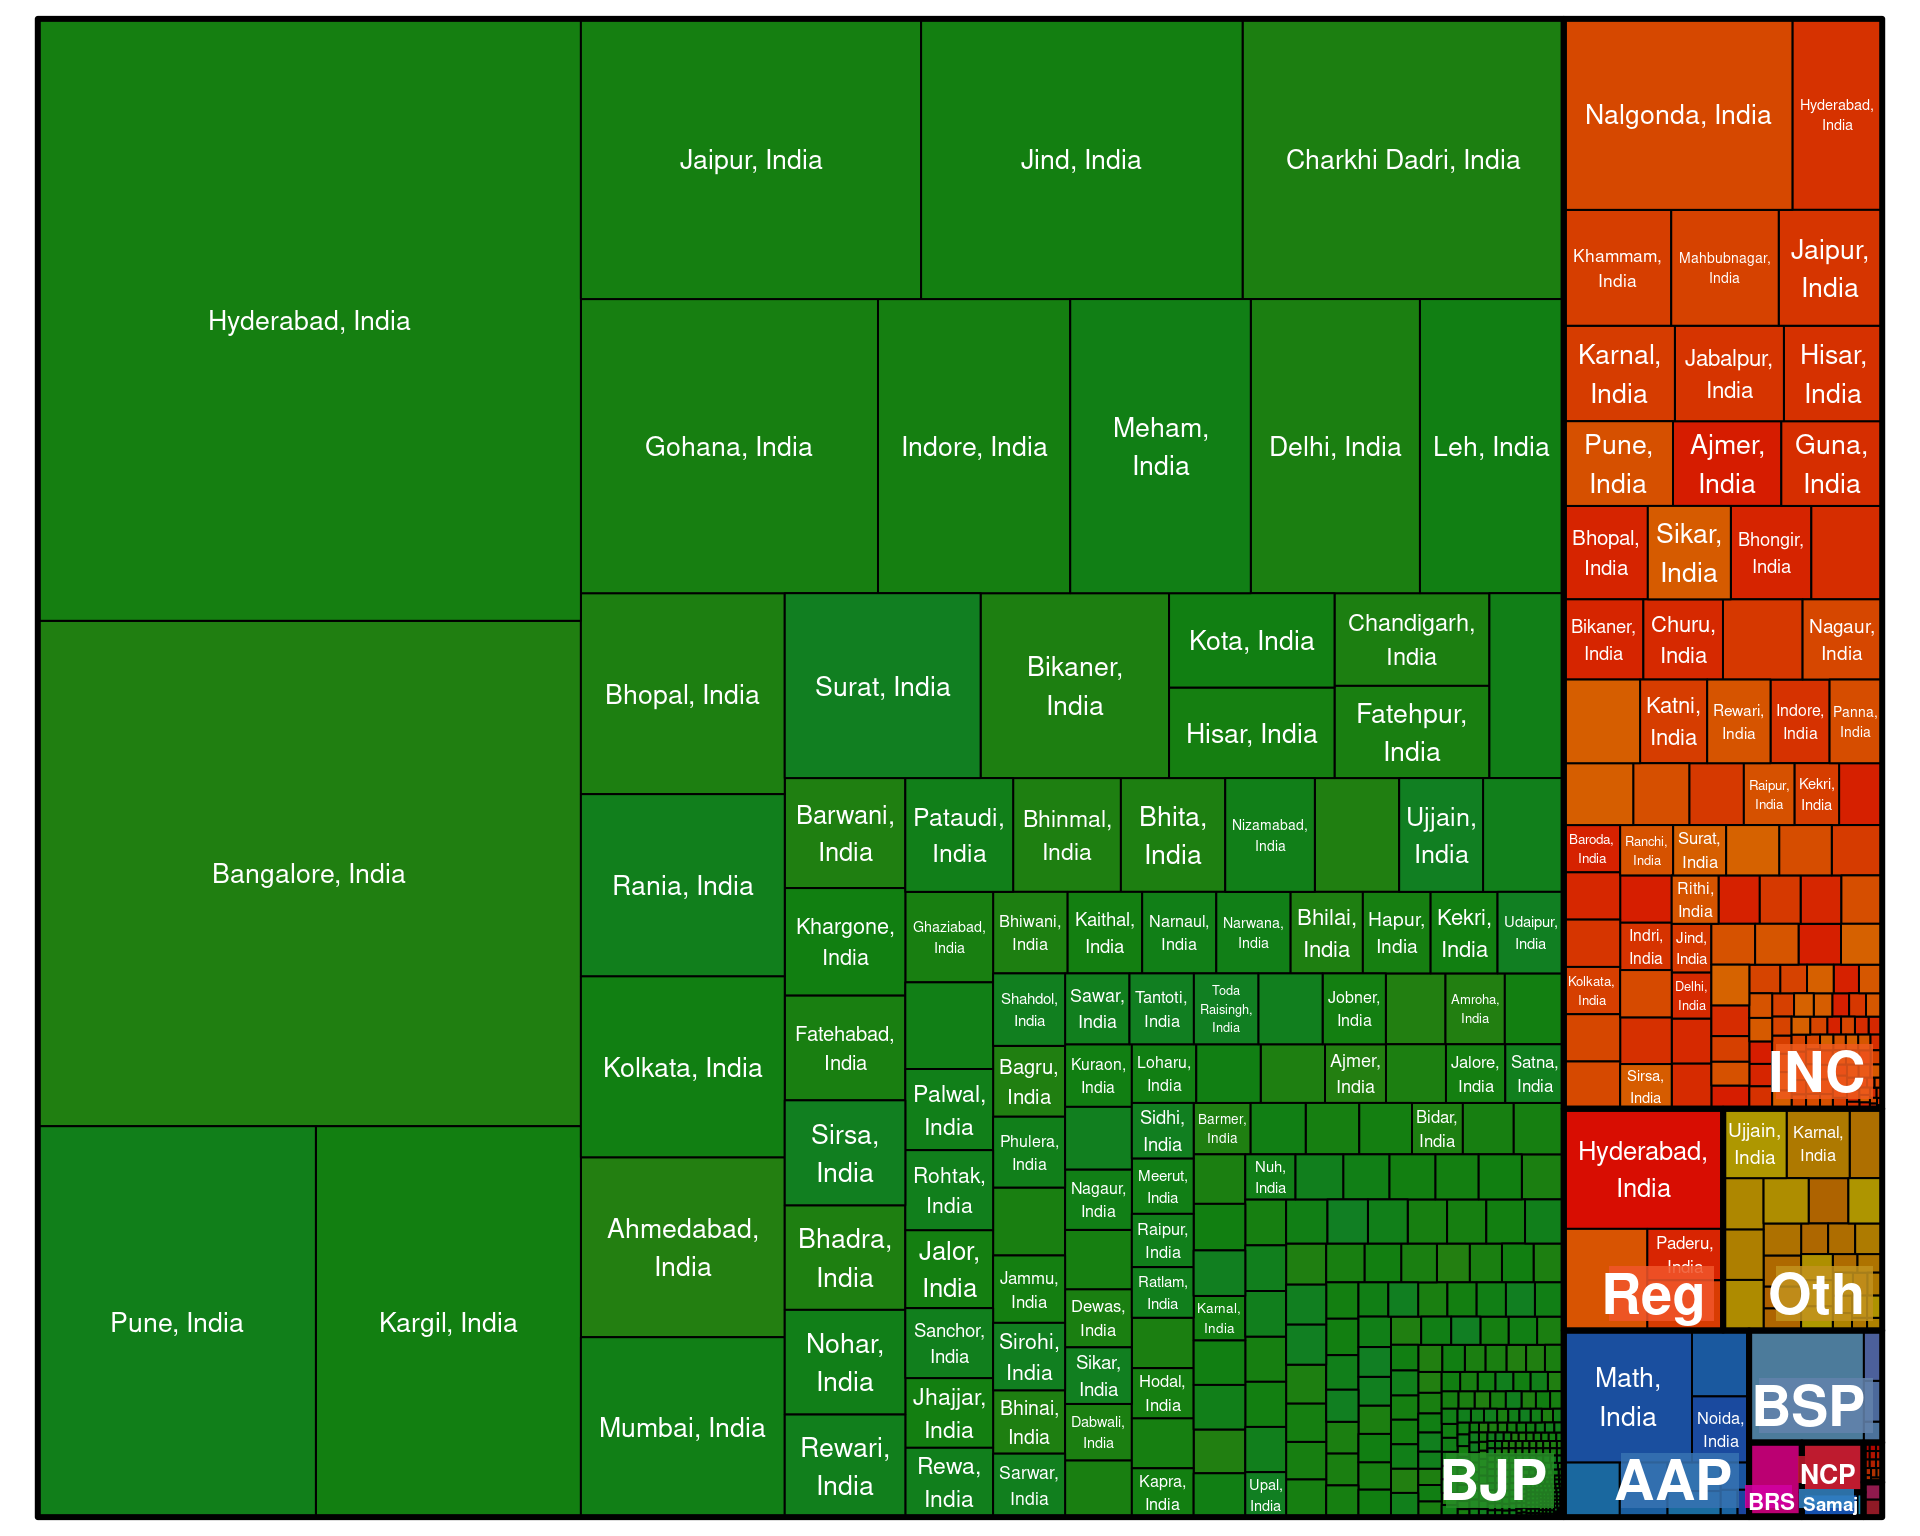 Hyderabad, India
Bangalore, India
Pune, India
Kargil, India
Jaipur, India
Jind, India
Charkhi Dadri, India
Gohana, India
Indore, India
Meham,
India
Delhi, India
Leh, India
Bhopal, India
Rania, India
Kolkata, India
Ahmedabad,
India
Mumbai, India
Surat, India
Bikaner,
India
Kota, India
Hisar, India
Chandigarh,
India
Fatehpur,
India
Barwani,
India
Khargone,
India
Fatehabad,
India
Sirsa,
India
Bhadra,
India
Nohar,
India
Rewari,
India
Pataudi,
India
Bhinmal,
India
Bhita,
India
Nizamabad,
India
Ujjain,
India
Ghaziabad,
India
Palwal,
India
Rohtak,
India
Jalor,
India
Sanchor,
India
Jhajjar,
India
Rewa,
India
Bhiwani,
India
Kaithal,
India
Narnaul,
India
Narwana,
India
Bhilai,
India
Hapur,
India
Kekri,
India
Udaipur,
India
Shahdol,
India
Bagru,
India
Phulera,
India
Jammu,
India
Sirohi,
India
Bhinai,
India
Sarwar,
India
Sawar,
India
Tantoti,
India
Toda
Raisingh,
India
Jobner,
India
Amroha,
India
Kuraon,
India
Nagaur,
India
Dewas,
India
Sikar,
India
Dabwali,
India
Loharu,
India
Ajmer,
India
Jalore,
India
Satna,
India
Sidhi,
India
Meerut,
India
Raipur,
India
Ratlam,
India
Hodal,
India
Kapra,
India
Barmer,
India
Bidar,
India
Karnal,
India
Nuh,
India
Upal,
India
BJP
Nalgonda, India
Hyderabad,
India
Khammam,
India
Mahbubnagar,
India
Jaipur,
India
Karnal,
India
Jabalpur,
India
Hisar,
India
Pune,
India
Ajmer,
India
Guna,
India
Bhopal,
India
Sikar,
India
Bhongir,
India
Bikaner,
India
Churu,
India
Nagaur,
India
Katni,
India
Rewari,
India
Indore,
India
Panna,
India
Raipur,
India
Kekri,
India
Baroda,
India
Ranchi,
India
Surat,
India
Rithi,
India
Indri,
India
Jind,
India
Kolkata,
India
Delhi,
India
Sirsa,
India
INC
Hyderabad,
India
Paderu,
India
Reg
Ujjain,
India
Karnal,
India
Oth
Math,
India
Noida,
India
AAP
BSP
BRS
NCP
Samaj